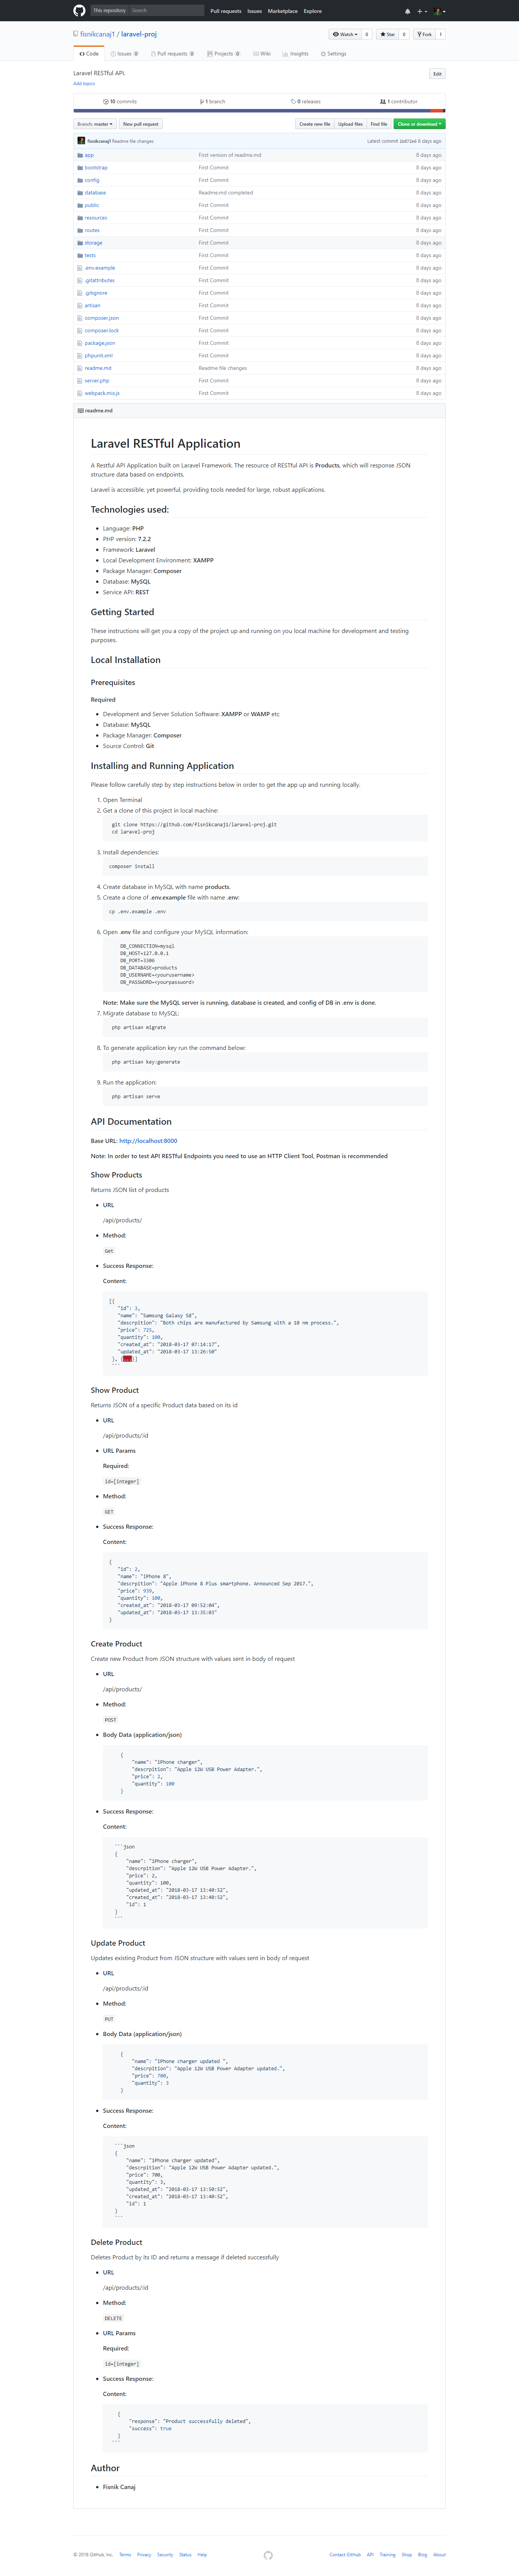 This repository Search Pull requests Issues Marketplace Explore
fisnikcanaj1 / laravel-proj Watch 0 Star 0 Fork 1
Code Issues 0 Pull requests 0 Projects 0 Wiki Insights Settings
Laravel RESTful API. Edit
Add topics
10 commits 1 branch 0 releases 1 contributor
Branch: master New pull request Create new file Upload files Find file Clone or download
fisnikcanaj1 Readme file changes Latest commit 8 days ago
app First version of readme.md 8 days ago
bootstrap First Commit 8 days ago
config First Commit 8 days ago
database Readme.md completed 8 days ago
public First Commit 8 days ago
resources First Commit 8 days ago
routes First Commit 8 days ago
storage First Commit 8 days ago
tests First Commit 8 days ago
.env.example First Commit 8 days ago
.gitattributes First Commit 8 days ago
.gitignore First Commit 8 days ago
artisan First Commit 8 days ago
composer.json First Commit 8 days ago
composer.lock First Commit 8 days ago
package.json First Commit 8 days ago
phpunit.xml First Commit 8 days ago
readme.md Readme file changes 8 days ago
server.php First Commit 8 days ago
webpack.mix.js First Commit 8 days ago
readme.md
Laravel RESTful Application
A Restful API Application built on Laravel Framework. The resource of RESTful API is Products, which will response JSON
structure data based on endpoints.
Laravel is accessible, yet powerful, providing tools needed for large, robust applications.
Technologies used:
Language: PHP
PHP version: 7.2.2
Framework: Laravel
Local Development Environment: XAMPP
Package Manager: Composer
Database: MySQL
Service API: REST
Getting Started
These instructions will get you a copy of the project up and running on you local machine for development and testing
purposes.
Local Installation
Prerequisites
Required
Development and Server Solution Software: XAMPP or WAMP etc
Database: MySQL
Package Manager: Composer
Source Control: Git
Installing and Running Application
Please follow carefully step by step instructions below in order to get the app up and running locally.
1. Open Terminal
2. Get a clone of this project in local machine:
git clone https://github.com/fisnikcanaj1/laravel-proj.git
cd laravel-proj
3. Install dependencies:
composer install
4. Create database in MySQL with name products.
5. Create a clone of .env.example file with name .env:
cp .env.example .env
6. Open .env file and configure your MySQL information:
DB_CONNECTION=mysql
DB_HOST=127.0.0.1
DB_PORT=3306
DB_DATABASE=products
DB_USERNAME=<yourusername>
DB_PASSWORD=<yourpassword>
Note: Make sure the MySQL server is running, database is created, and config of DB in .env is done.
7. Migrate database to MySQL:
php artisan migrate
8. To generate application key run the command below:
php artisan key:generate
9. Run the application:
php artisan serve
API Documentation
Base URL: http://localhost:8000
Note: In order to test API RESTful Endpoints you need to use an HTTP Client Tool, Postman is recommended
Show Products
Returns JSON list of products
URL
/api/products/
Method:
Get
Success Response:
Content:
[{
"id": 3,
"name": "Samsung Galaxy S8",
"descrpition": "Both chips are manufactured by Samsung with a 10 nm process.",
"price": 725,
"quantity": 100,
"created_at": "2018-03-17 07:14:17",
"updated_at": "2018-03-17 13:26:50"
}, {...}]
```
Show Product
Returns JSON of a specific Product data based on its id
URL
/api/products/:id
URL Params
Required:
id=[integer]
Method:
GET
Success Response:
Content:
{
"id": 2,
"name": "iPhone 8",
"descrpition": "Apple iPhone 8 Plus smartphone. Announced Sep 2017.",
"price": 939,
"quantity": 100,
"created_at": "2018-03-17 09:52:04",
"updated_at": "2018-03-17 13:35:03"
}
Create Product
Create new Product from JSON structure with values sent in body of request
URL
/api/products/
Method:
POST
Body Data (application/json)
{
"name": "iPhone charger",
"descrpition": "Apple 12W USB Power Adapter.",
"price": 2,
"quantity": 100
}
Success Response:
Content:
```json
{
"name": "iPhone charger",
"descrpition": "Apple 12W USB Power Adapter.",
"price": 2,
"quantity": 100,
"updated_at": "2018-03-17 13:40:52",
"created_at": "2018-03-17 13:40:52",
"id": 1
}
```
Update Product
Updates existing Product from JSON structure with values sent in body of request
URL
/api/products/:id
Method:
PUT
Body Data (application/json)
{
"name": "iPhone charger updated ",
"descrpition": "Apple 12W USB Power Adapter updated.",
"price": 700,
"quantity": 3
}
Success Response:
Content:
```json
{
"name": "iPhone charger updated",
"descrpition": "Apple 12W USB Power Adapter updated.",
"price": 700,
"quantity": 3,
"updated_at": "2018-03-17 13:50:52",
"created_at": "2018-03-17 13:40:52",
"id": 1
}
```
Delete Product
Deletes Product by its ID and returns a message if deleted successfully
URL
/api/products/:id
Method:
DELETE
URL Params
Required:
id=[integer]
Success Response:
Content:
{
"response": "Product successfully deleted",
"success": true
}
```
Author
Fisnik Canaj
© 2018 GitHub, Inc. Terms Privacy Security Status Help Contact GitHub API Training Shop Blog About